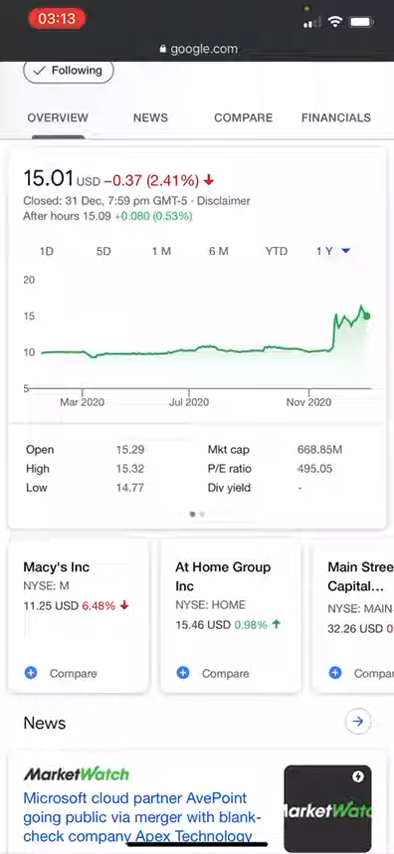 03:13
google.com
Following
OVERVIEW NEWS COMPARE FINANCIALS
15.01 USD −0.37 (2.41%)
Closed: 31 Dec, 7:59 pm GMT-5 · Disclaimer
After hours 15.09 +0.080 (0.53%)
1D 5D 1 M 6 M YTD 1 Y
20
15
10
5
Mar 2020 Jul 2020 Nov 2020
Open 15.29 Mkt cap 668.85M
High 15.32 P/E ratio 495.05
Low 14.77 Div yield -
Macy's Inc
NYSE: M
11.25 USD 6.48%
Compare
At Home Group
Inc
NYSE: HOME
15.46 USD 0.98%
Compare
Main Stree
Capital...
NYSE: MAIN
32.26 USD 0
Compar
News
MarketWatch
Microsoft cloud partner AvePoint
going public via merger with blank-
check company Apex Technology
MarketWatc